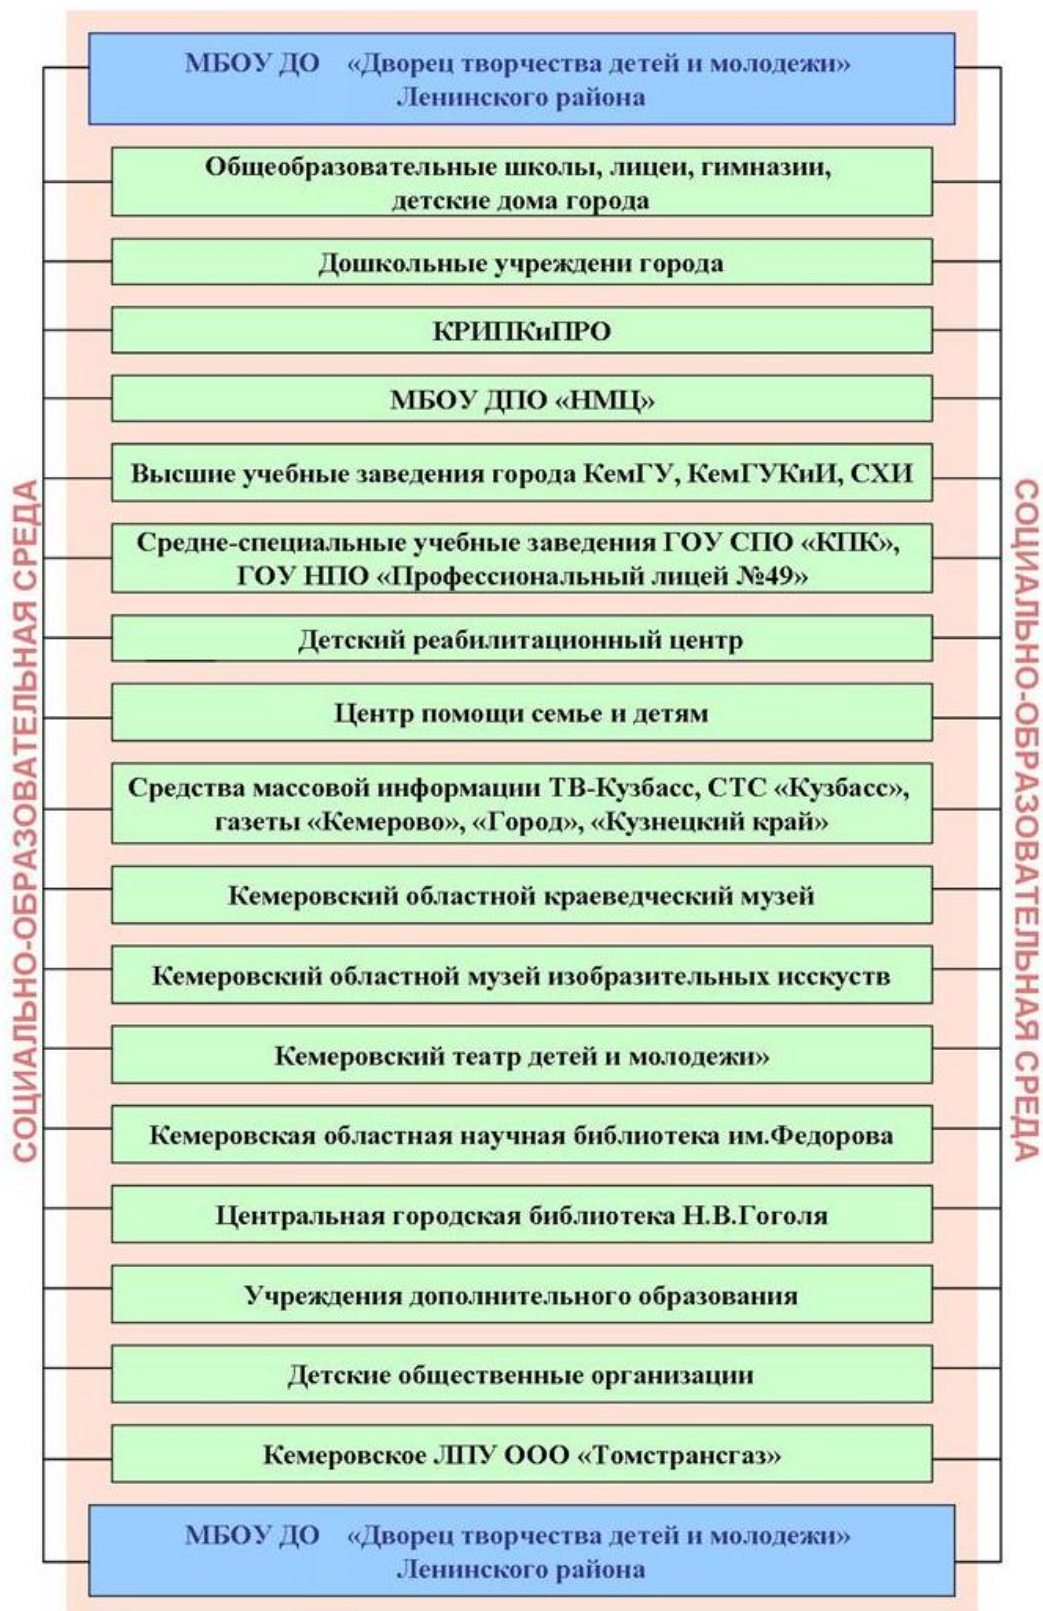 МБОУ ДО «Дворец творчества детей и молодежи»
Ленинского района
Общеобразовательные школы, лицеи, гимназии,
детские дома города
Дошкольные учреждени города
КРИПКиПРО
МБОУ ДПО «НМЦ»
Высшие учебные заведения города КемГУ, КемГУКиИ, СХИ
Средне-специальные учебные заведения ГОУ СПО «КПК»,
ГОУ НПО «Профессиональный лицей №49»
Детский реабилитационный центр
Центр помощи семье и детям
Средства массовой информации ТВ-Кузбасс, СТС «Кузбасс»,
газеты «Кемерово», «Город», «Кузнецкий край»
Кемеровский областной краеведческий музей
Кемеровский областной музей изобразительных исскуств
Кемеровский театр детей и молодежи»
Кемеровская областная научная библиотека им.Федорова
Центральная городская библиотека Н.В.Гоголя
Учреждения дополнительного образования
Детские общественные организации
Кемеровское ЛПУ ООО «Томстрансгаз»
МБОУ ДО «Дворец творчества детей и молодежи»
Ленинского района
СОЦИАЛЬНО-ОБРАЗОВАТЕЛЬНАЯ СРЕДА
СОЦИАЛЬНО-ОБРАЗОВАТЕЛЬНАЯ СРЕДА